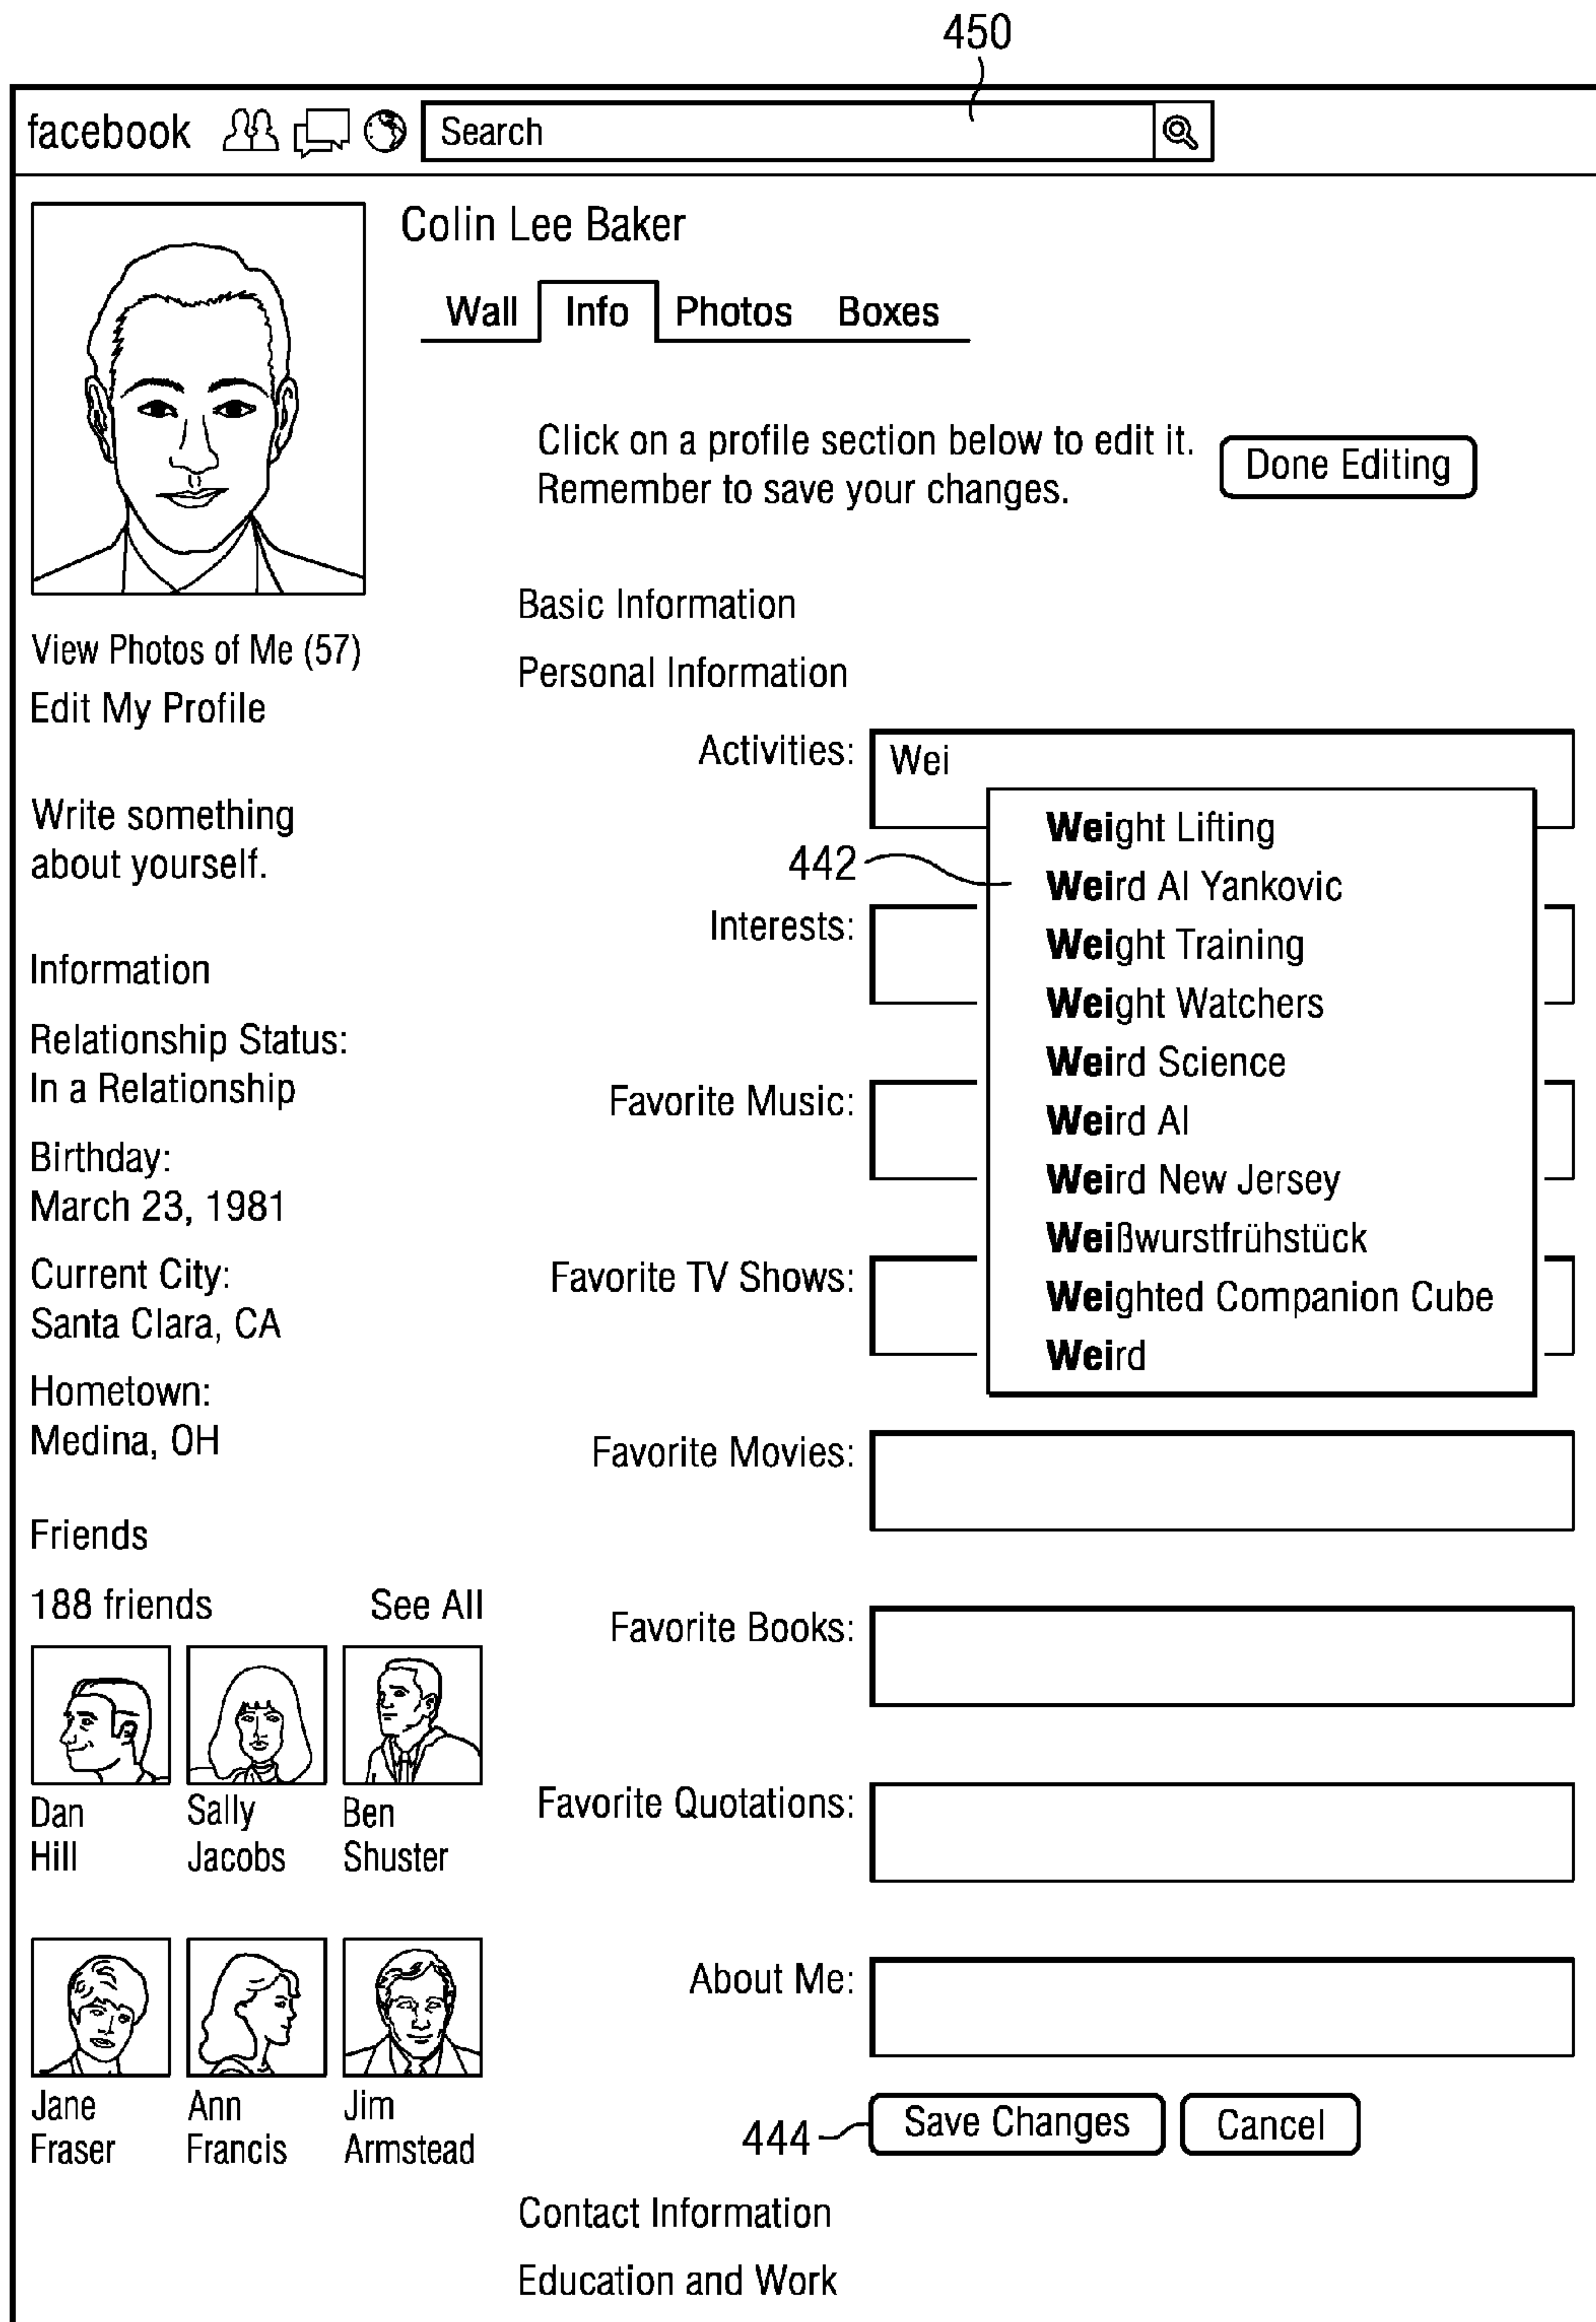 450
facebook
Search
Colin Lee Baker
Wall Info Photos Boxes
Click on a profile section below to edit it.
Remember to save your changes.
Done Editing
View Photos of Me (57)
Edit My Profile
Write something
about yourself.
Information
Relationship Status:
In a Relationship
Birthday:
March 23, 1981
Current City:
Santa Clara, CA
Hometown:
Medina, OH
Friends
188 friends See All
Dan
Hill
Sally
Jacobs
Ben
Shuster
Jane
Fraser
Ann
Francis
Jim
Armstead
Basic Information
Personal Information
Activities: Wei
442
Weight Lifting
Weird Al Yankovic
Weight Training
Weight Watchers
Weird Science
Weird Al
Weird New Jersey
Weißwurstfrühstück
Weighted Companion Cube
Weird
Interests:
Favorite Music:
Favorite TV Shows:
Favorite Movies:
Favorite Books:
Favorite Quotations:
About Me:
444
Save Changes Cancel
Contact Information
Education and Work